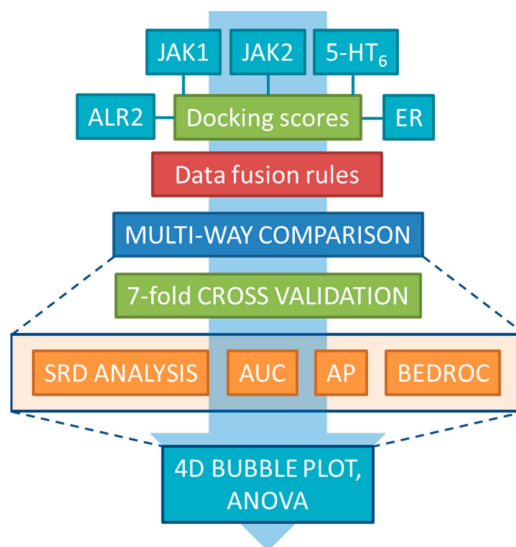 JAK1 JAK2 5-HT₆
ALR2 Docking scores ER
Data fusion rules
MULTI-WAY COMPARISON
7-fold CROSS VALIDATION
SRD ANALYSIS AUC AP BEDROC
4D BUBBLE PLOT,
ANOVA